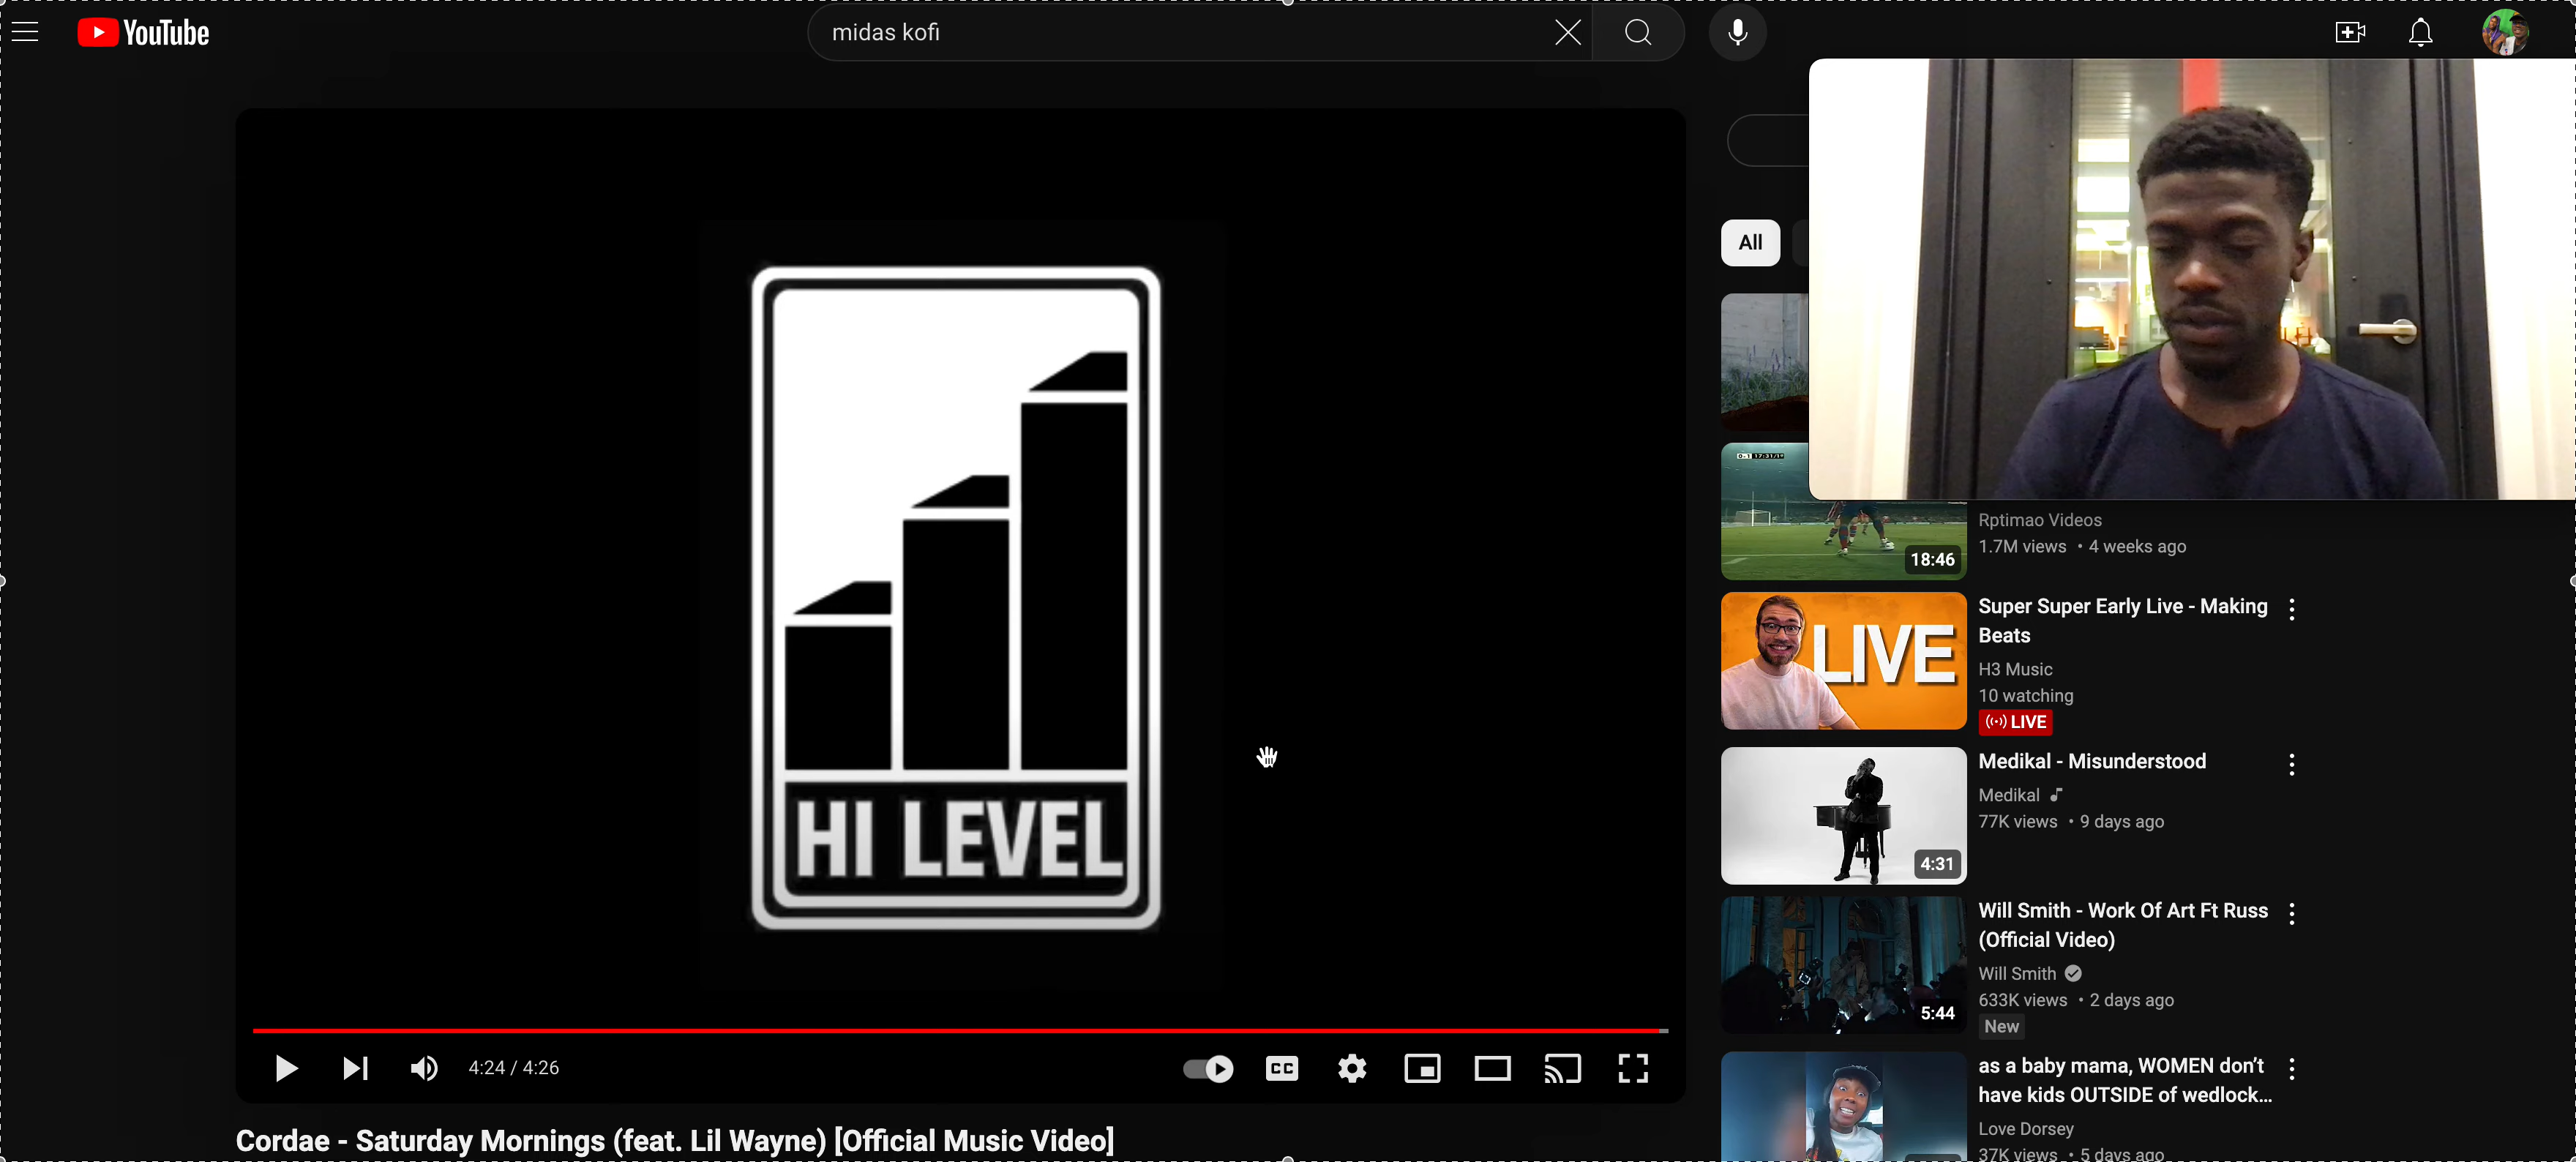 YouTube
midas kofi
All
HI LEVEL
4:24 / 4:26
CC
Cordae - Saturday Mornings (feat. Lil Wayne) [Official Music Video]
18:46
Rptimao Videos
1.7M views • 4 weeks ago
LIVE
Super Super Early Live - Making
Beats
H3 Music
10 watching
LIVE
4:31
Medikal - Misunderstood
Medikal
77K views • 9 days ago
5:44
Will Smith - Work Of Art Ft Russ
(Official Video)
Will Smith
633K views • 2 days ago
New
as a baby mama, WOMEN don’t
have kids OUTSIDE of wedlock...
Love Dorsey
37K views • 5 days ago